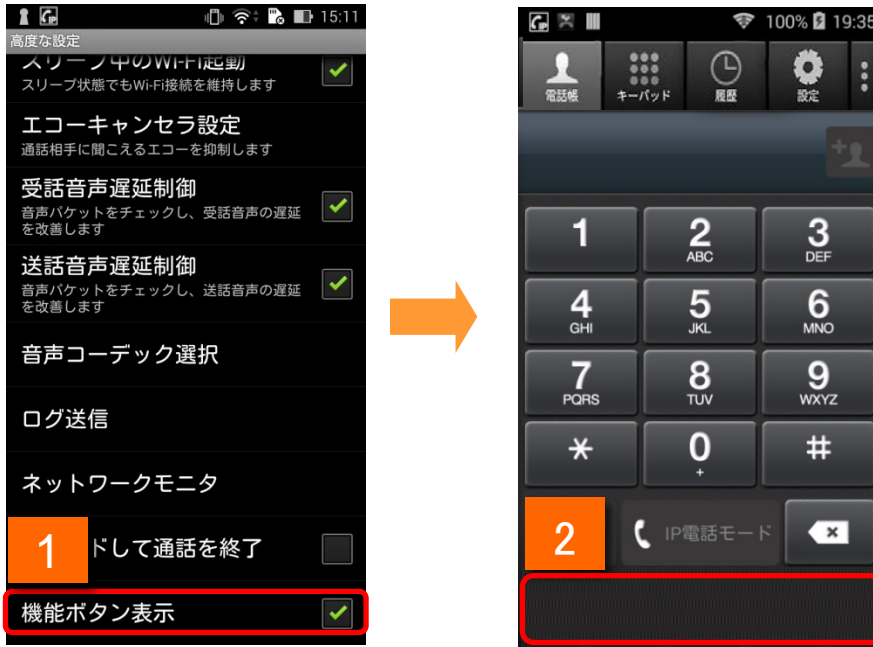 15:11
高度な設定
スリープ中のWi-Fi起動
スリープ状態でもWi-Fi接続を維持します
エコーキャンセラ設定
通話相手に聞こえるエコーを抑制します
受話音声遅延制御
音声パケットをチェックし、受話音声の遅延
を改善します
送話音声遅延制御
音声パケットをチェックし、送話音声の遅延
を改善します
音声コーデック選択
ログ送信
ネットワークモニタ
1
ドして通話を終了
機能ボタン表示
100% 19:35
電話帳 キーパッド 履歴 設定
1 2 3
ABC DEF
4 5 6
GHI JKL MNO
7 8 9
PQRS TUV WXYZ
* 0 #
+
2
IP電話モード